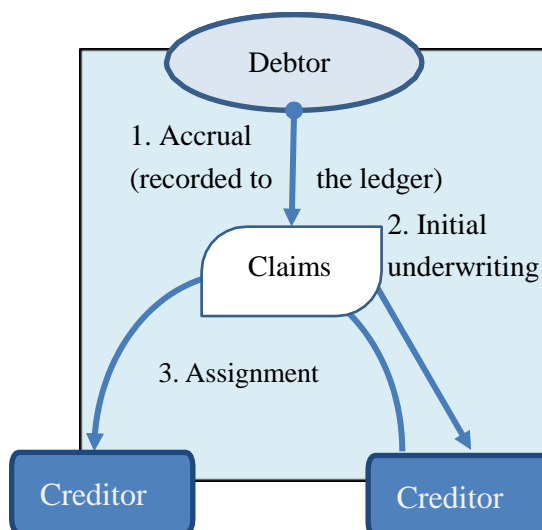 Debtor
1. Accrual
(recorded to the ledger)
2. Initial
underwriting
Claims
3. Assignment
Creditor
Creditor